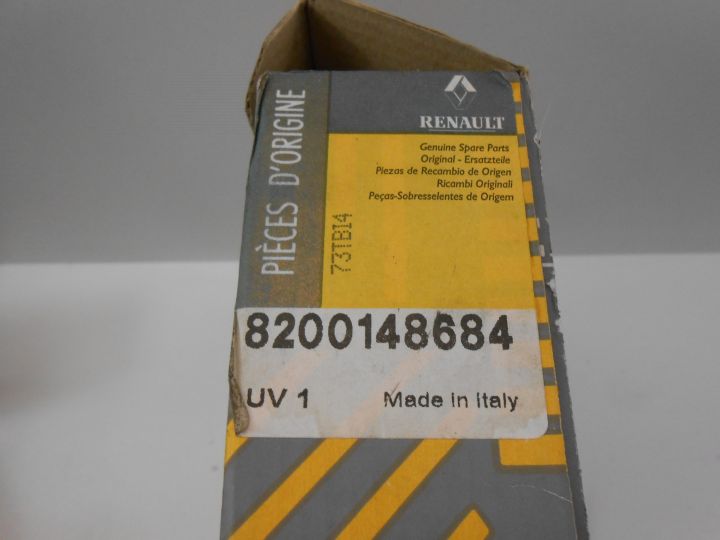 PIÈCES D'ORIGINE
RENAULT
Genuine Spare Parts
Original - Ersatzteile
Piezas de Recambio de Origen
Ricambi Originali
Peças-Sobresselentes de Origem
73TBI4
8200148684
UV 1 Made in Italy